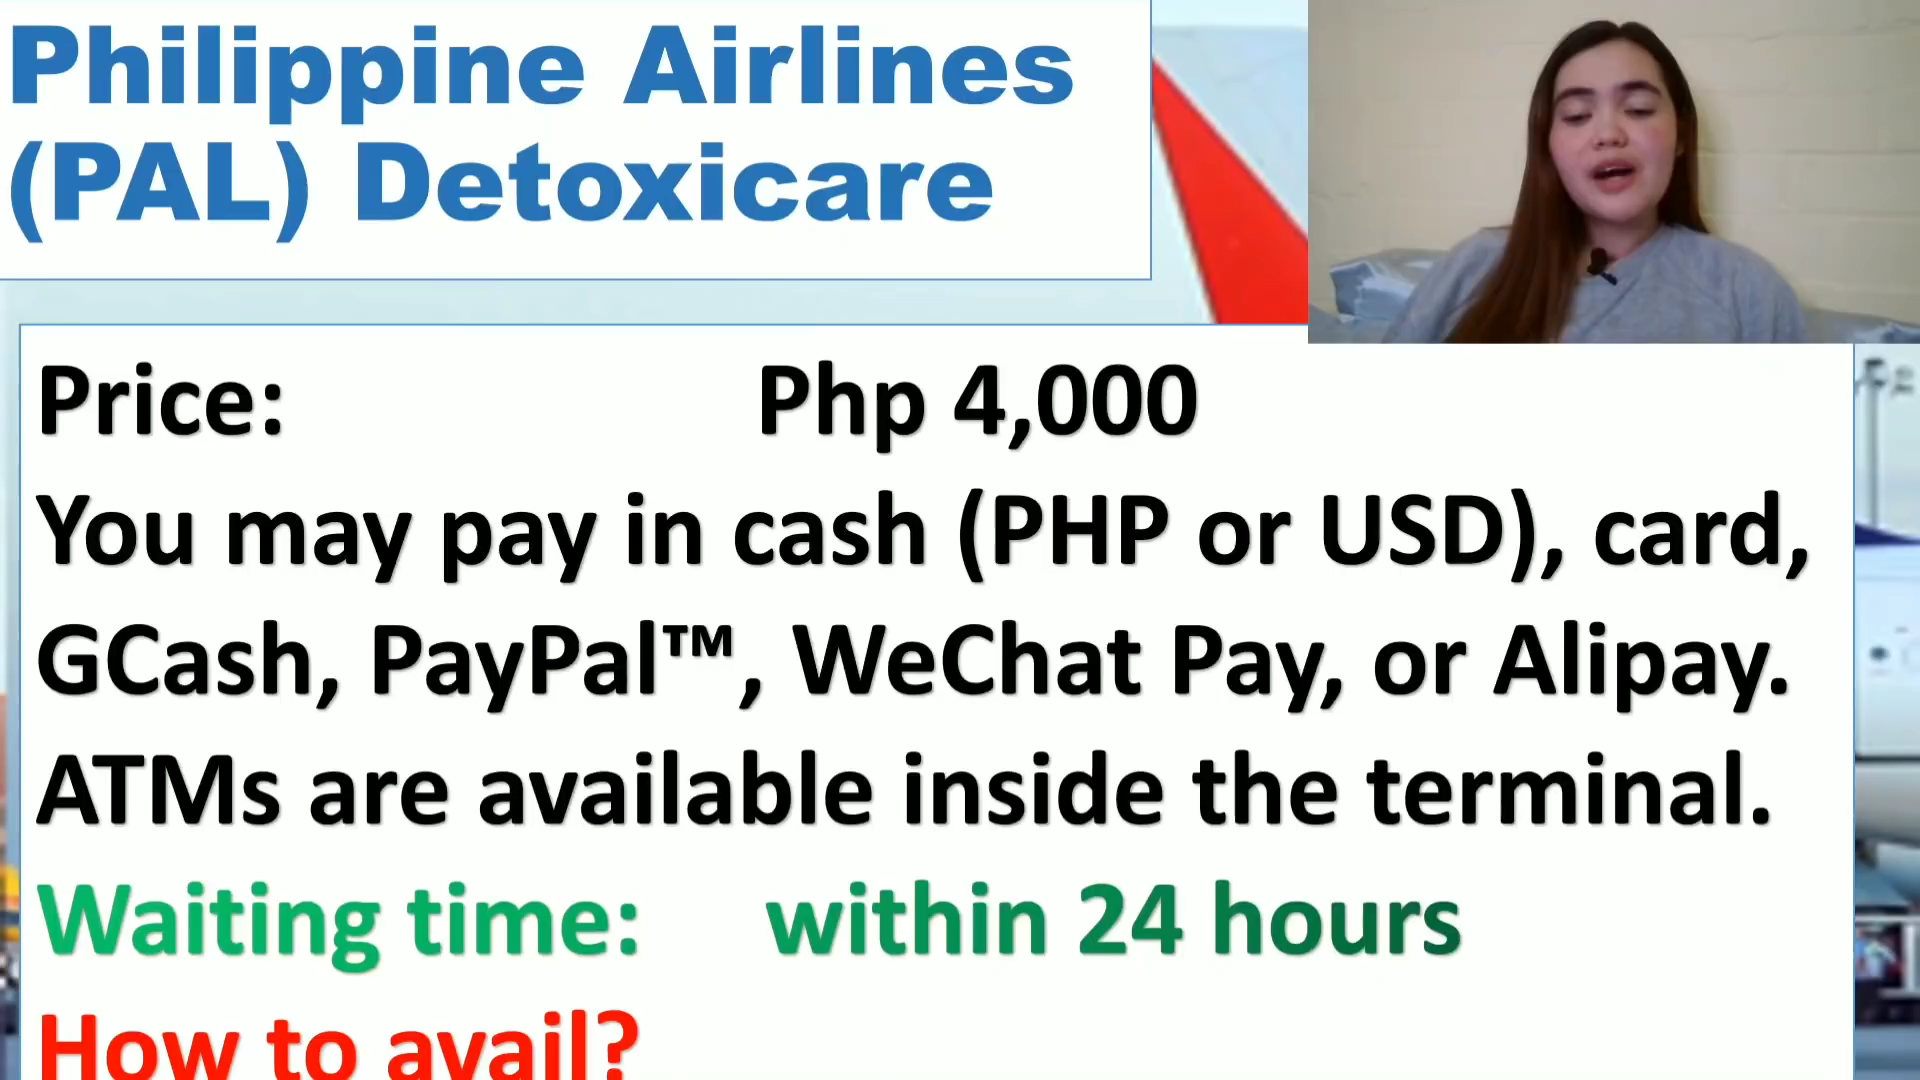 Philippine Airlines
(PAL) Detoxicare
Price: Php 4,000
You may pay in cash (PHP or USD), card,
GCash, PayPal™, WeChat Pay, or Alipay.
ATMs are available inside the terminal.
Waiting time: within 24 hours
How to avail?